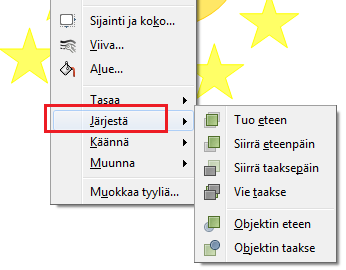 Sijainti ja koko...
Viiva...
Alue...
Tasaa
Järjestä
Käännä
Muunna
Muokkaa tyyliä...
Tuo eteen
Siirrä eteenpäin
Siirrä taaksepäin
Vie taakse
Objektin eteen
Objektin taakse